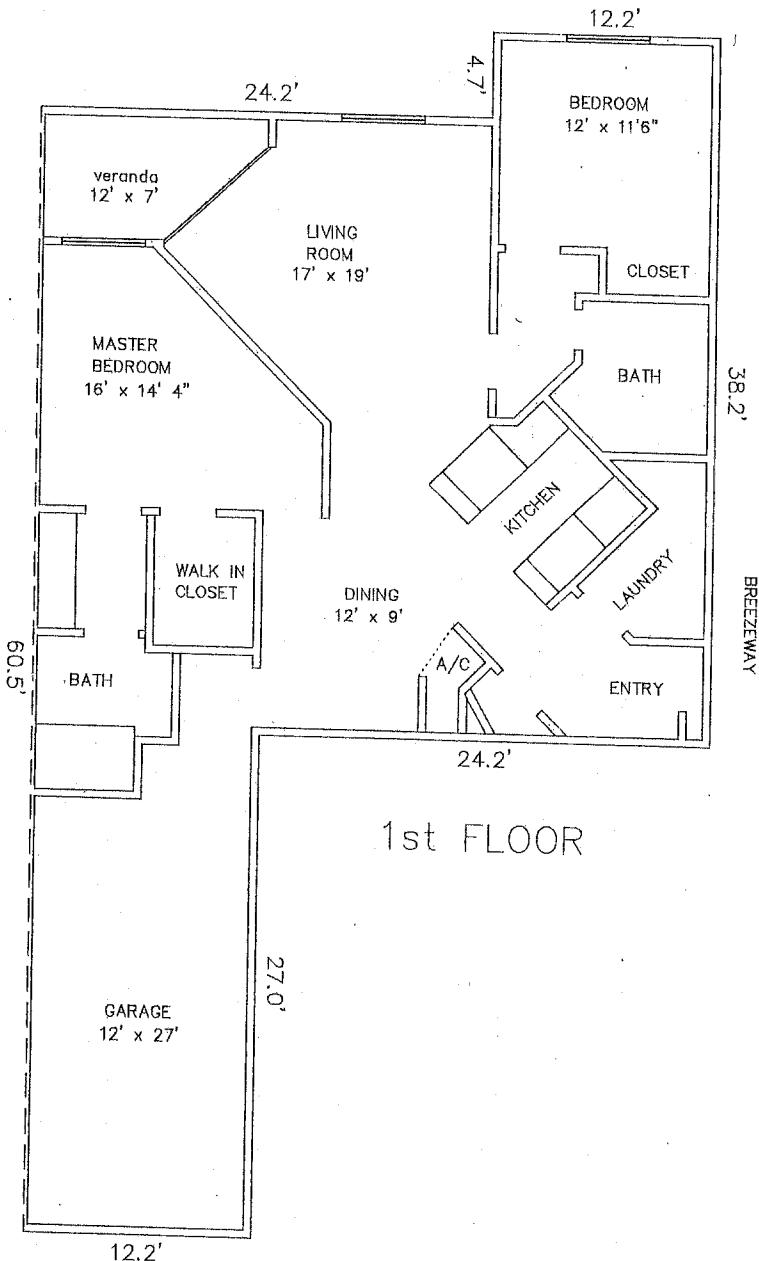 12.2'
4.7'
24.2'
BEDROOM
12' x 11'6"
veranda
12' x 7'
LIVING
ROOM
17' x 19'
CLOSET
MASTER
BEDROOM
16' x 14' 4"
BATH
38.2'
KITCHEN
WALK IN
CLOSET
DINING
12' x 9'
LAUNDRY
BREEZEWAY
60.5'
BATH
A/C
ENTRY
24.2'
1st FLOOR
27.0'
GARAGE
12' x 27'
12.2'